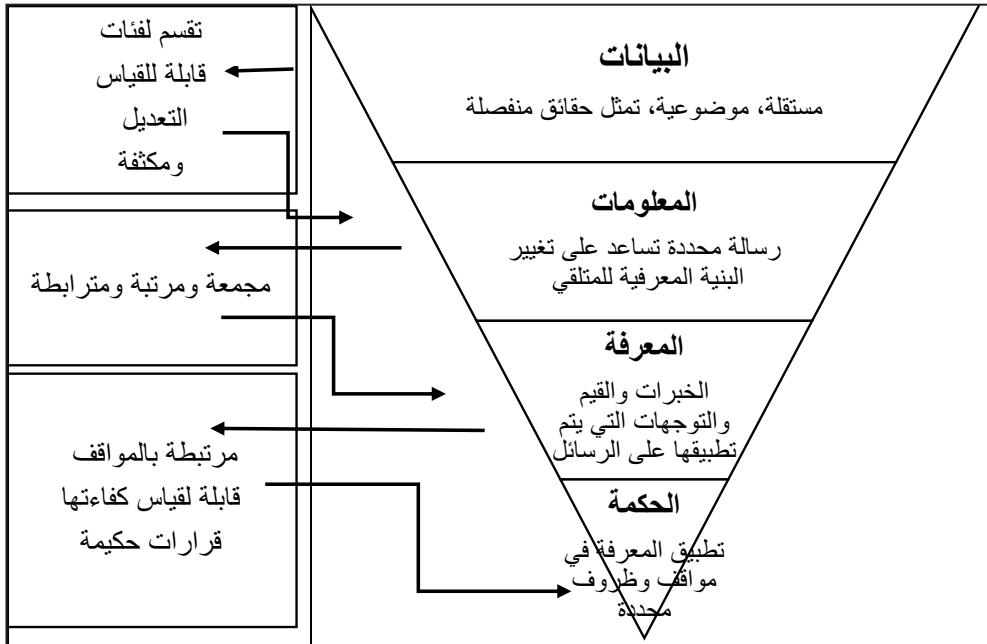 البيانات
مستقلة، موضوعية، تمثل حقائق منفصلة
المعلومات
رسالة محددة تساعد على تغيير
البنية المعرفية للمتلقي
المعرفة
الخبرات والقيم
والتوجهات التي يتم
تطبيقها على الرسائل
الحكمة
تطبيق المعرفة في
مواقف وظروف
محددة
تقسم لفئات
قابلة للقياس
التعديل
ومكثفة
مجمعة ومرتبة ومترابطة
مرتبطة بالمواقف
قابلة لقياس كفاءتها
قرارات حكيمة